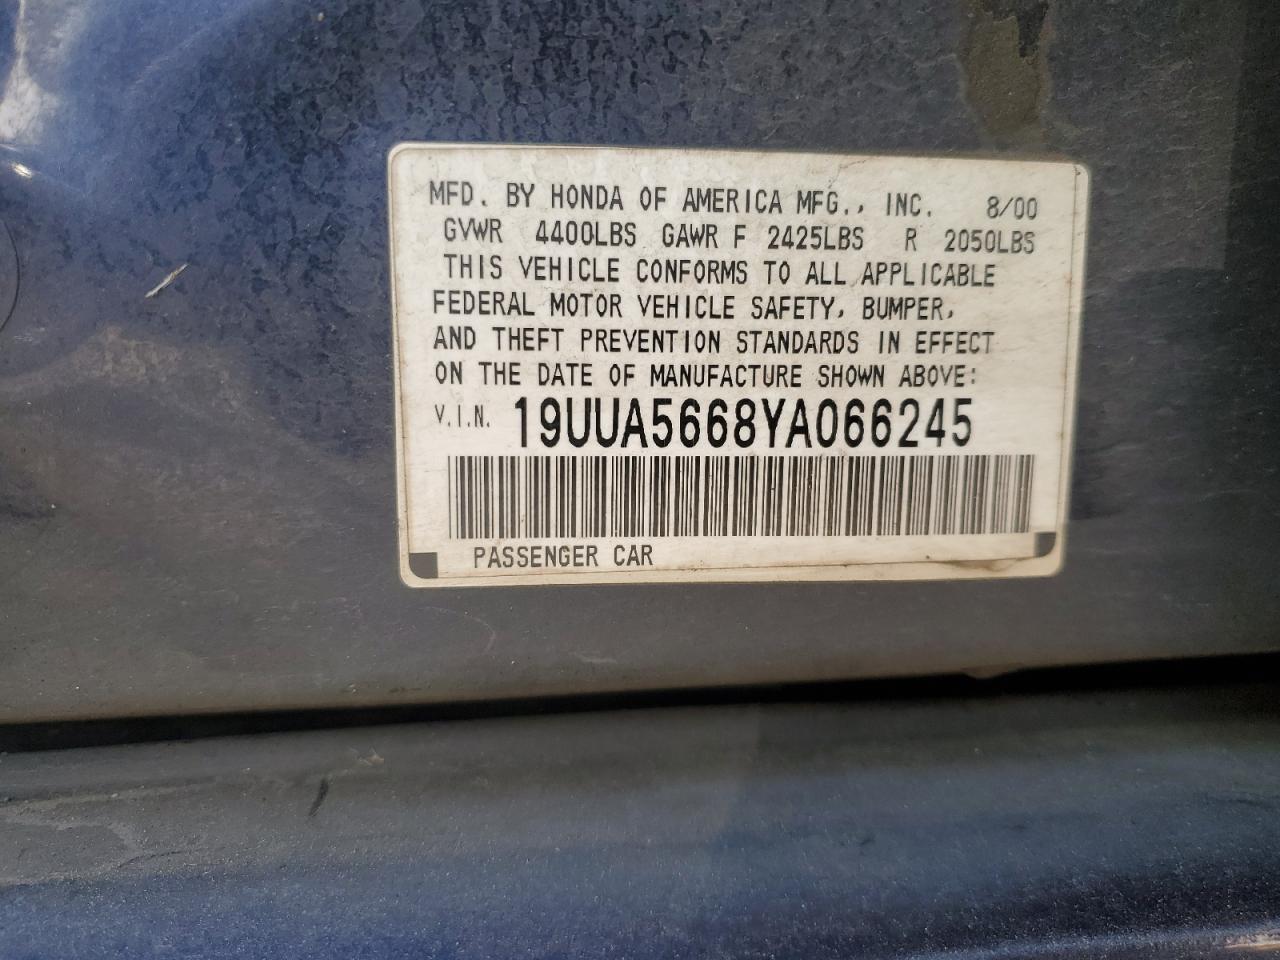 MFD. BY HONDA OF AMERICA MFG., INC. 8/00
GVWR 4400LBS GAWR F 2425LBS R 2050LBS
THIS VEHICLE CONFORMS TO ALL APPLICABLE
FEDERAL MOTOR VEHICLE SAFETY, BUMPER,
AND THEFT PREVENTION STANDARDS IN EFFECT
ON THE DATE OF MANUFACTURE SHOWN ABOVE:
V.I.N. 19UUA5668YA066245
PASSENGER CAR